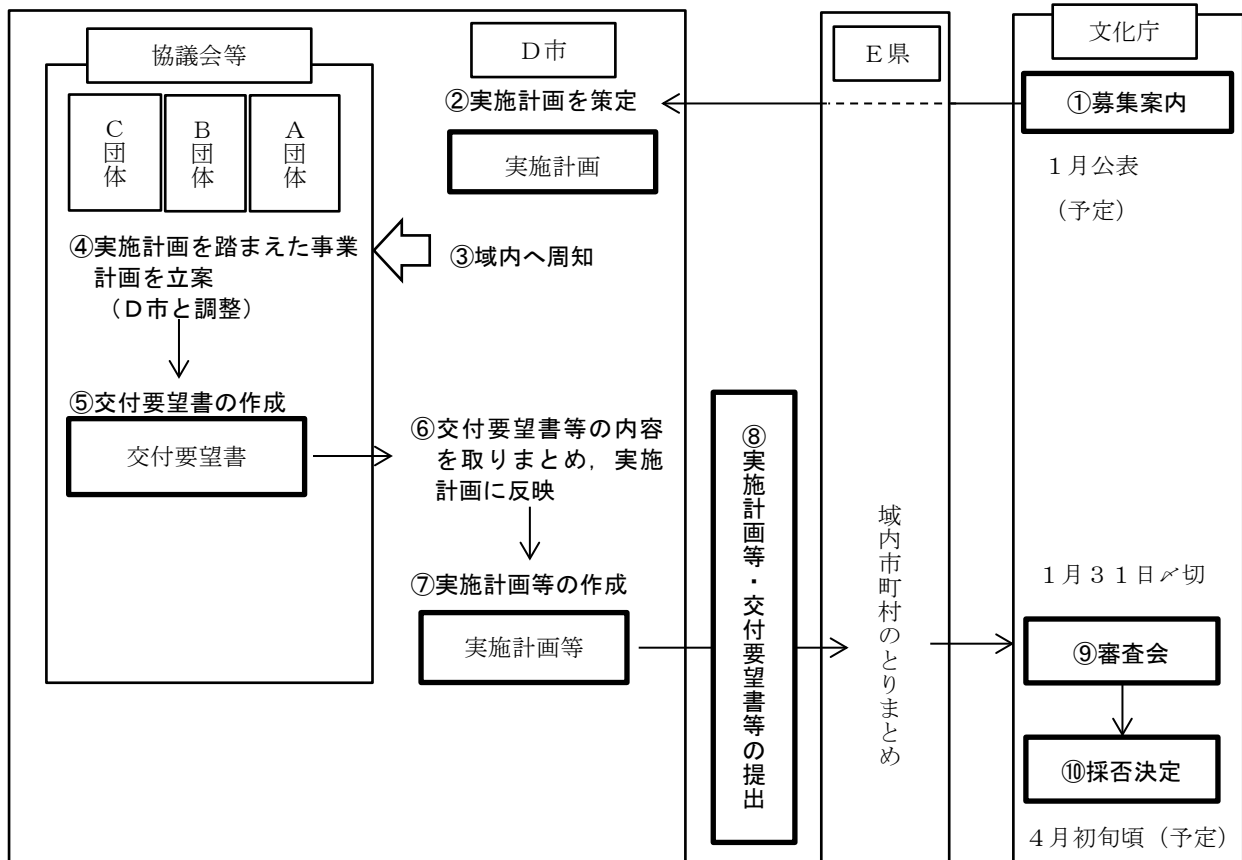 協議会等
C団体
B団体
A団体
④実施計画を踏まえた事業
計画を立案
（D市と調整）
⑤交付要望書の作成
交付要望書
D市
②実施計画を策定
実施計画
③域内へ周知
⑥交付要望書等の内容
を取りまとめ，実施
計画に反映
⑦実施計画等の作成
実施計画等
⑧実施計画等・交付要望書等の提出
E県
域内市町村のとりまとめ
文化庁
①募集案内
１月公表
（予定）
１月３１日〆切
⑨審査会
⑩採否決定
４月初旬頃（予定）